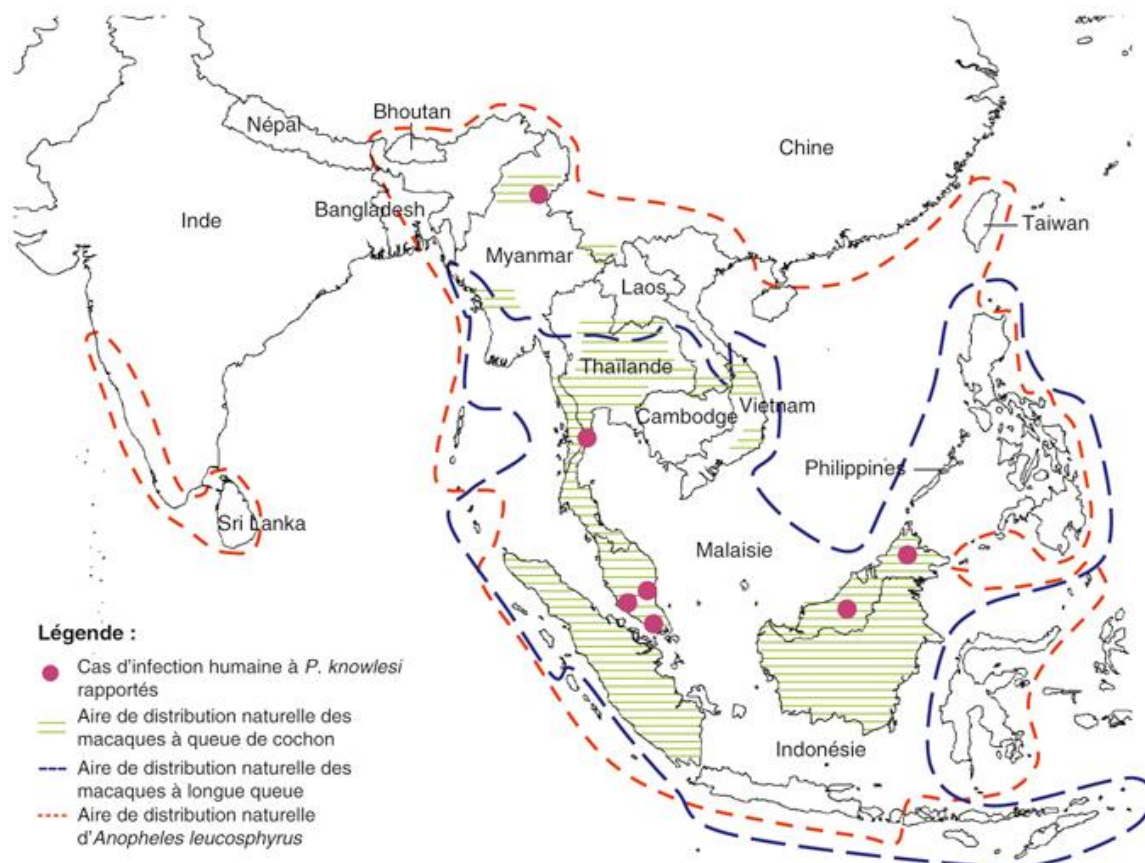 Bhoutan
Népal
Chine
Inde
Bangladesh
Taiwan
Myanmar
Laos
Thaïlande
Cambodge
Vietnam
Philippines
Sri Lanka
Malaisie
Indonésie
Légende :
Cas d'infection humaine à P. knowlesi
rapportés
Aire de distribution naturelle des
macaques à queue de cochon
Aire de distribution naturelle des
macaques à longue queue
Aire de distribution naturelle
d'Anopheles leucosphyrus